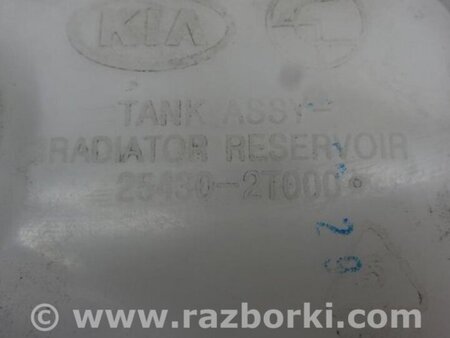 KIA
TANK ASSY-
RADIATOR RESERVOIR
25430-2T000
© www.razborki.com